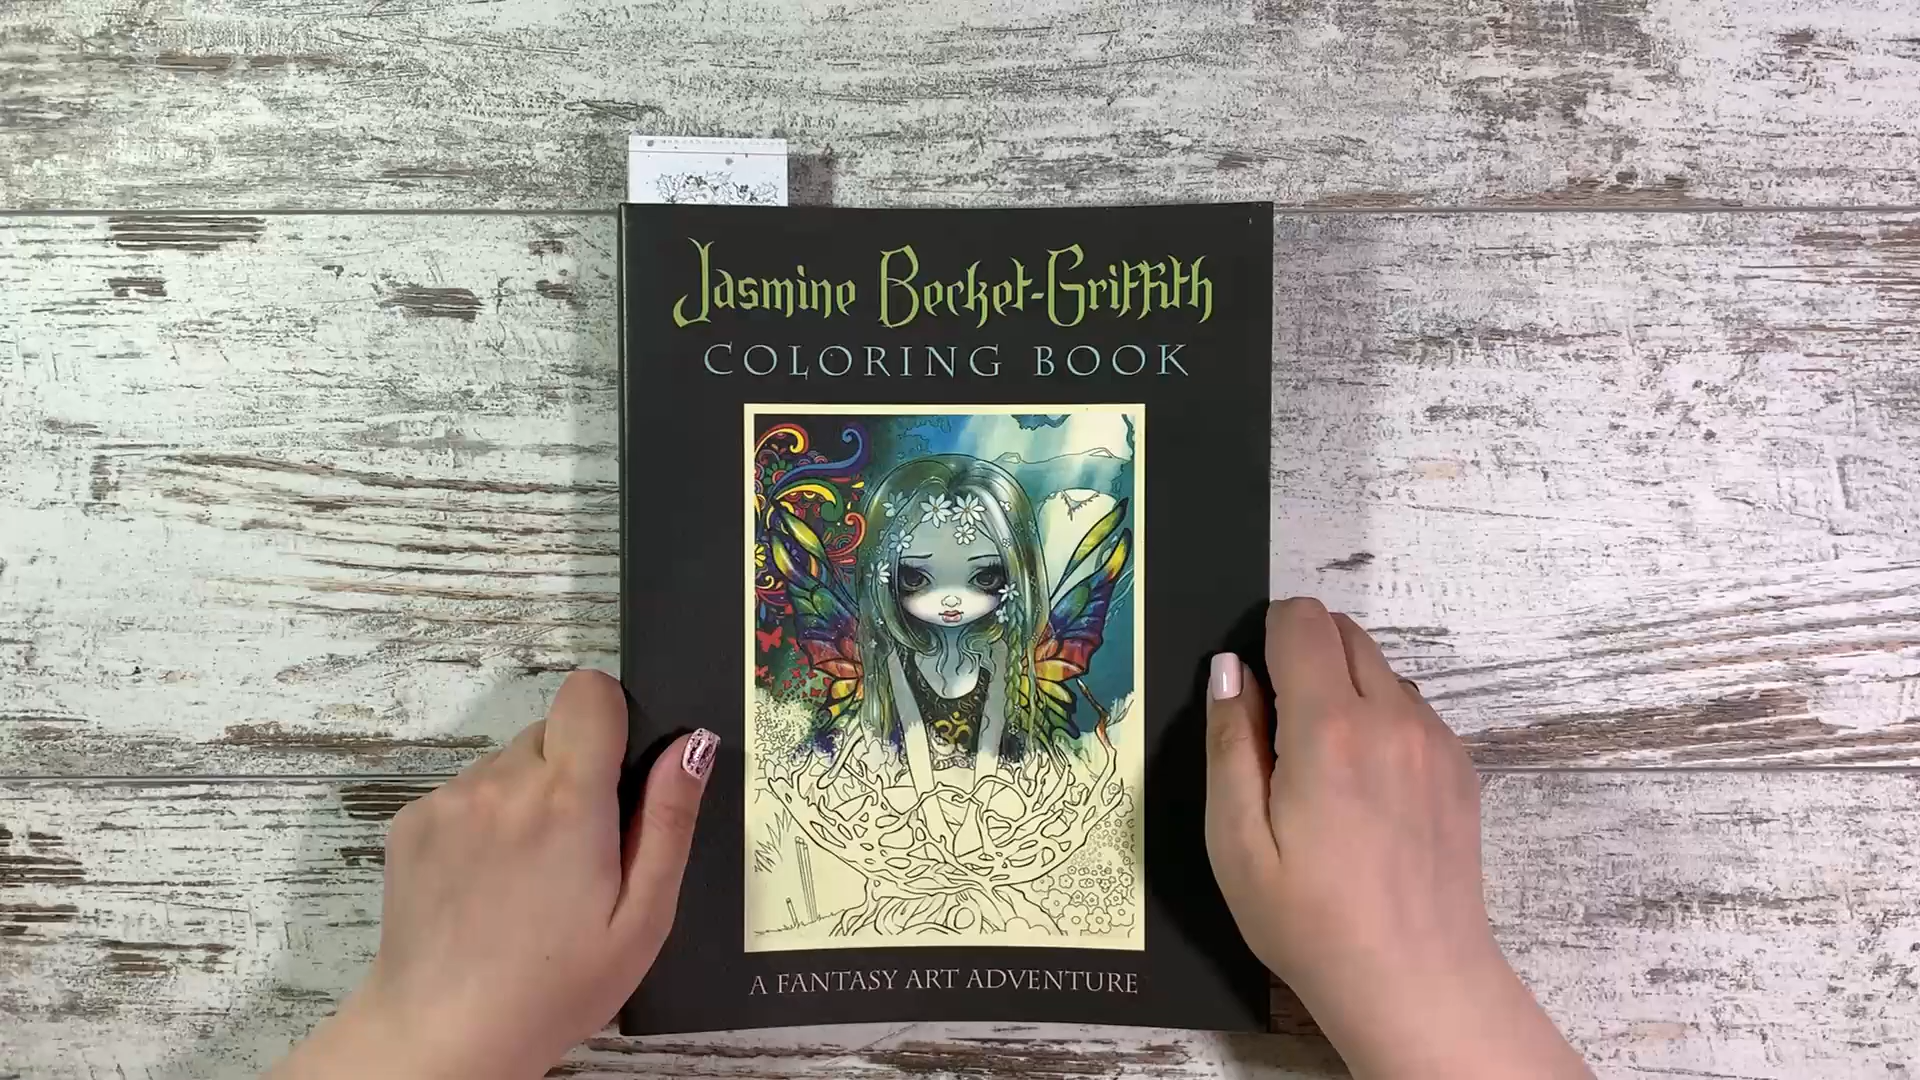 Jasmine Becket-Griffith
COLORING BOOK
ॐ
A FANTASY ART ADVENTURE